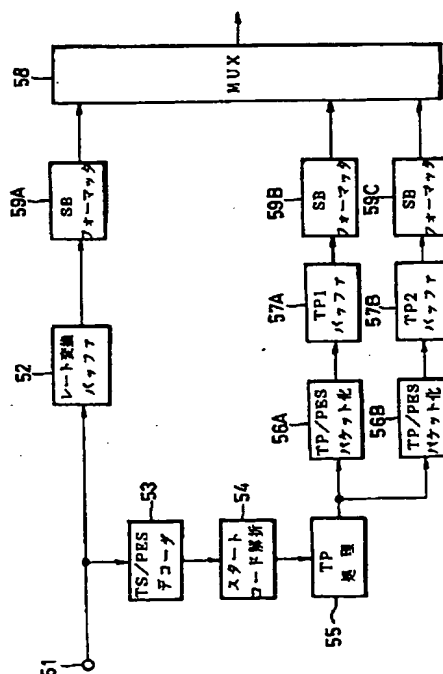 58
MUX
59A
SB
フォーマッタ
59B
SB
フォーマッタ
59C
SB
フォーマッタ
52
レート変換
バッファ
57A
TP1
バッファ
57B
TP2
バッファ
56A
TP/PES
パケット化
56B
TP/PES
パケット化
53
TS/PES
デコーダ
54
スタート
コード解析
TP
処理
55
51